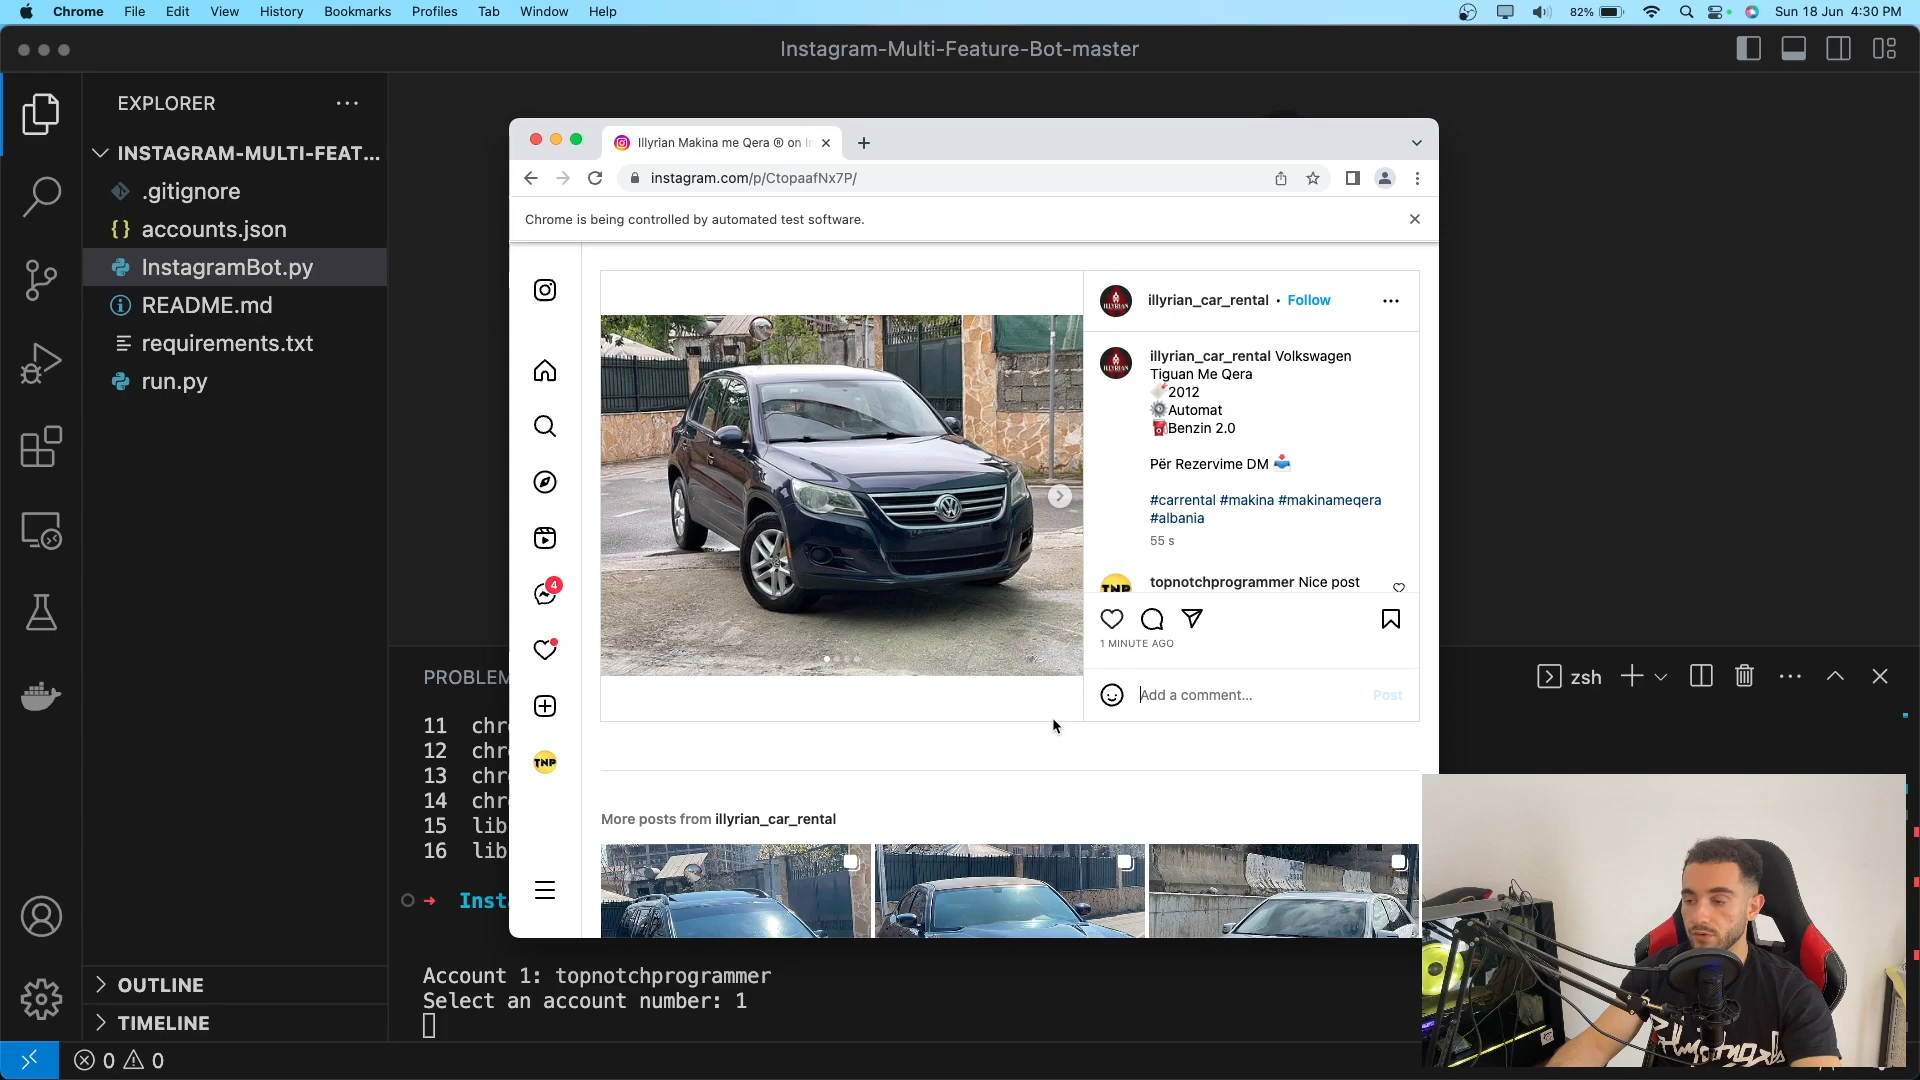 Chrome File Edit View History Bookmarks Profiles Tab Window Help
82%
Sun 18 Jun 4:30 PM
Instagram-Multi-Feature-Bot-master
EXPLORER
INSTAGRAM-MULTI-FEAT...
.gitignore
{} accounts.json
InstagramBot.py
README.md
requirements.txt
run.py
OUTLINE
TIMELINE
0 0
Illyrian Makina me Qera ® on I
instagram.com/p/CtopaafNx7P/
Chrome is being controlled by automated test software.
4
TNP
illyrian_car_rental • Follow
illyrian_car_rental Volkswagen
Tiguan Me Qera
2012
Automat
Benzin 2.0
Për Rezervime DM
#carrental #makina #makinameqera
#albania
55 s
TNP
topnotchprogrammer Nice post
1 MINUTE AGO
Add a comment...
Post
More posts from illyrian_car_rental
PROBLEM
zsh
11 chr
12 chr
13 chr
14 chr
15 lib
16 lib
Inst
Account 1: topnotchprogrammer
Select an account number: 1